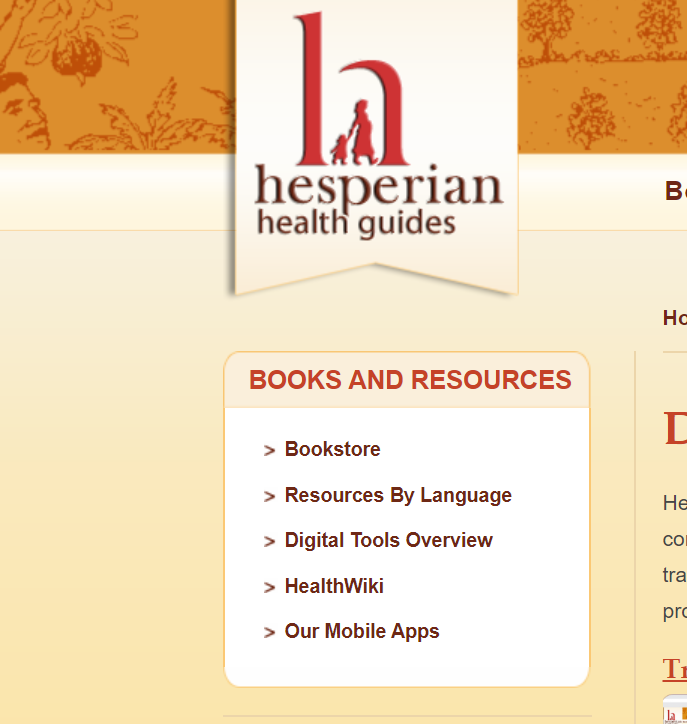 hesperian
health guides
BOOKS AND RESOURCES
> Bookstore
> Resources By Language
> Digital Tools Overview
> HealthWiki
> Our Mobile Apps